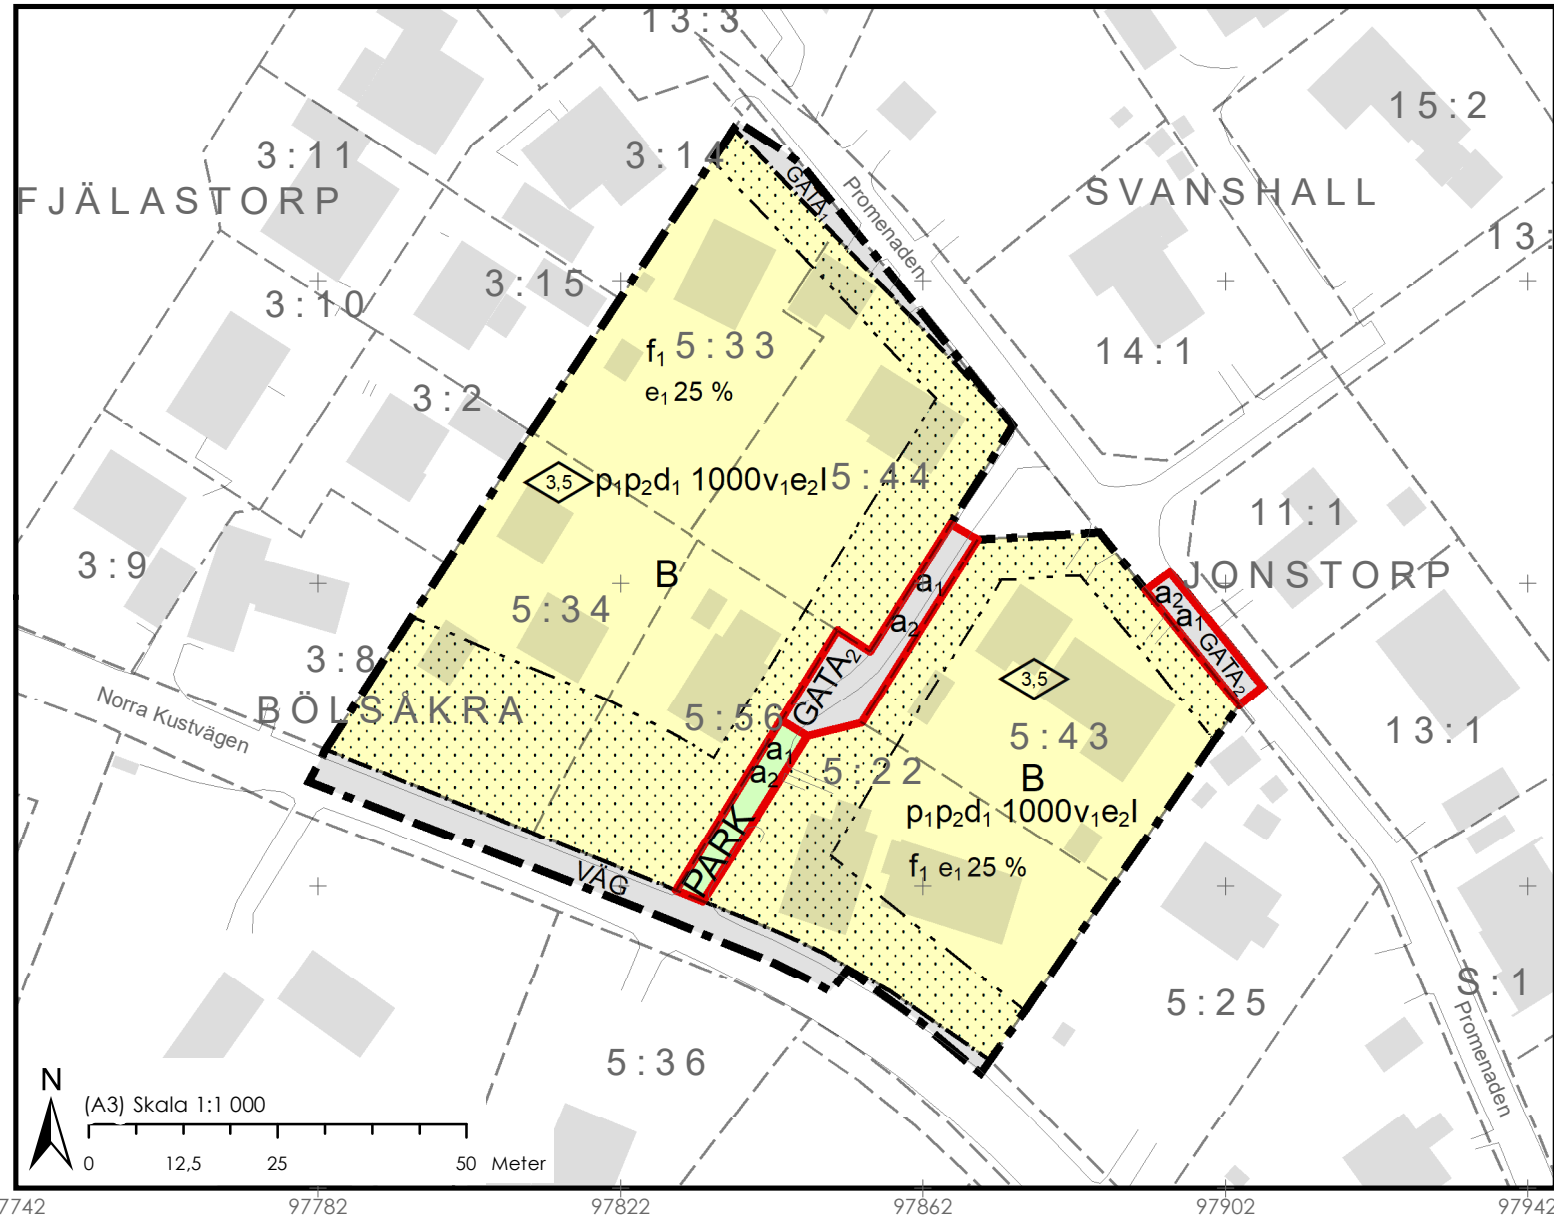 13:3
15:2
3:11
3:14
GATA1
Promenaden
FJÄLASTORP
SVANSHALL
13:
3:15
3:10
f1 5:33
e1 25 %
14:1
3:2
3,5
p1p2d1 1000v1e2I
5:44
11:1
3:9
B
a1
JONSTORP
5:34
a2
a2
a1
GATA2
3:8
GATA2
3,5
Norra Kustvägen
BÖLSÅKRA
5:56
a1
a2
5:43
13:1
5:22
B
p1p2d1 1000v1e2I
PARK
f1 e1 25 %
VÄG
5:25
S:1
Promenaden
5:36
N
(A3) Skala 1:1 000
0 12,5 25 50 Meter
7742 97782 97822 97862 97902 97942